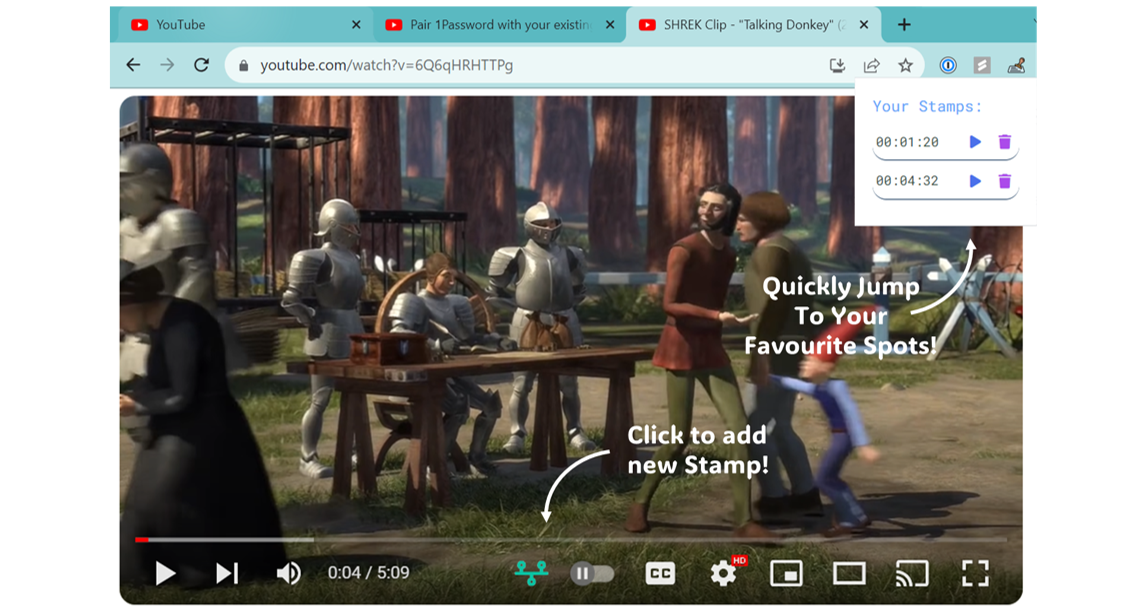 YouTube
Pair 1Password with your existin
SHREK Clip - "Talking Donkey" (2
youtube.com/watch?v=6Q6qHRHTTPg
Your Stamps:
00:01:20
00:04:32
Quickly Jump
To Your
Favourite Spots!
Click to add
new Stamp!
0:04 / 5:09
CC
HD